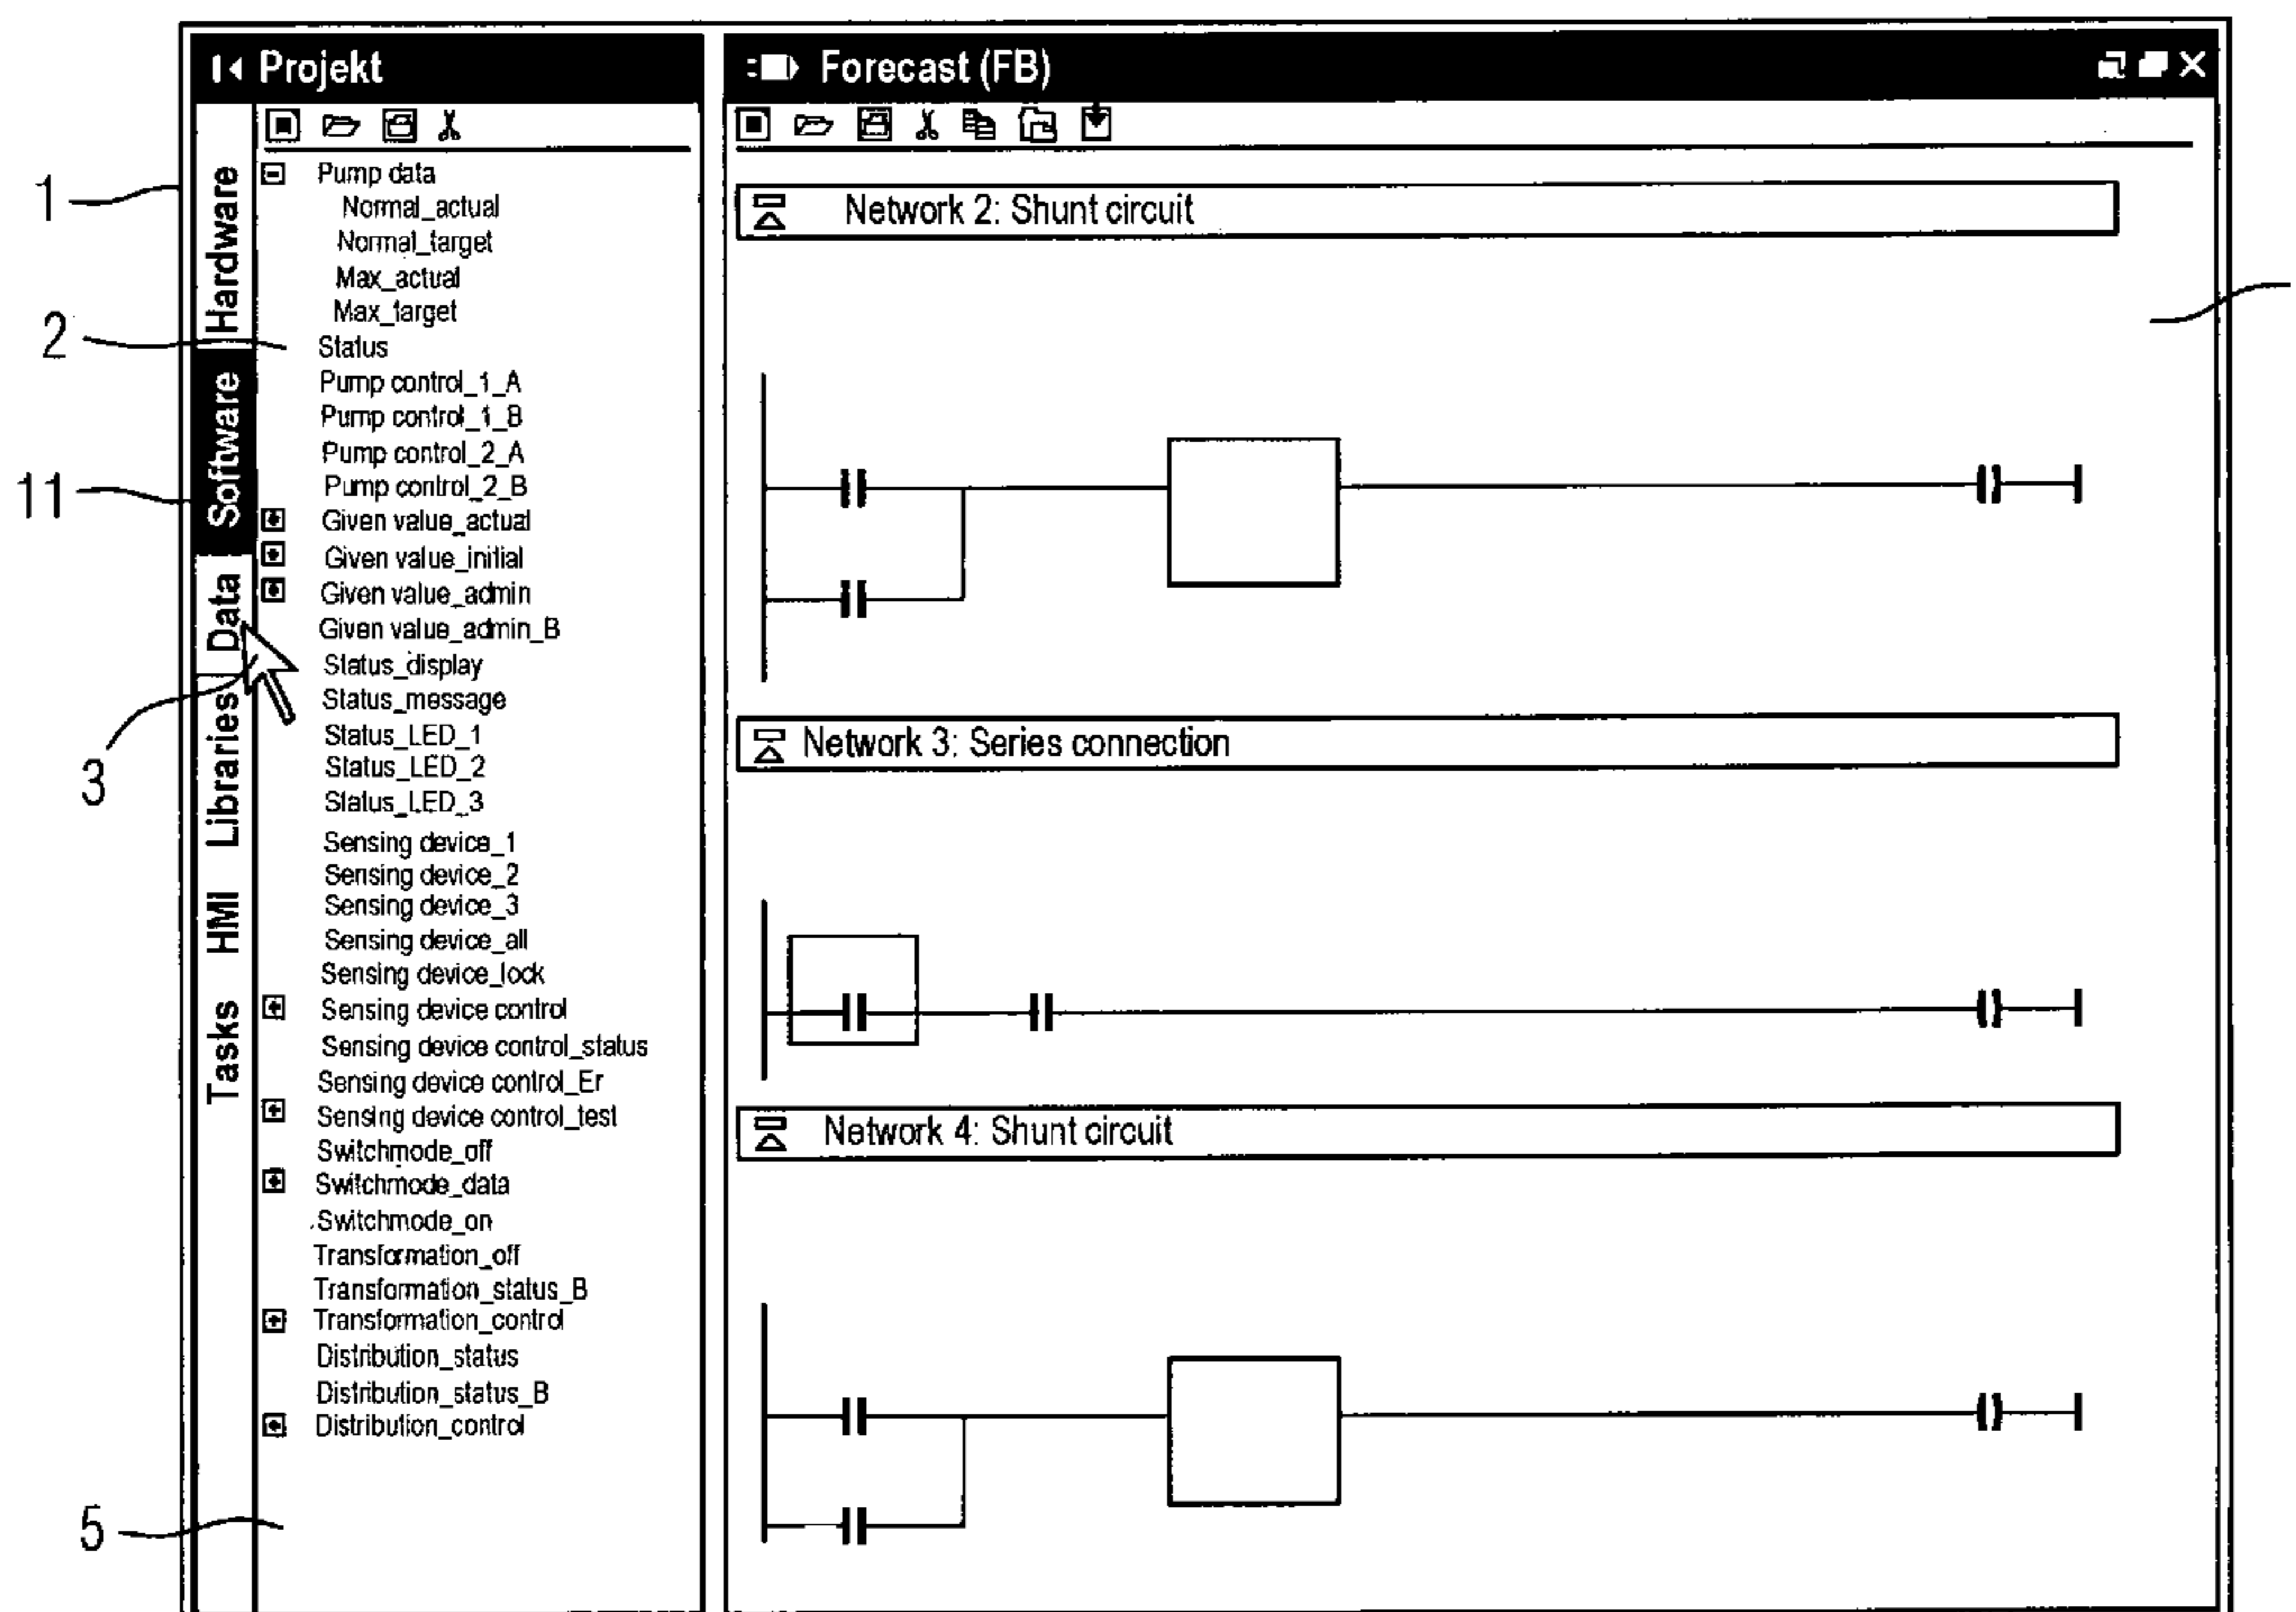 Projekt
Forecast (FB)
1
2
11
3
5
Hardware
Software
Data
Libraries
HMI
Tasks
Pump data
Normal_actual
Normal_target
Max_actual
Max_target
Status
Pump control_1_A
Pump control_1_B
Pump control_2_A
Pump control_2_B
Given value_actual
Given value_initial
Given value_admin
Given value_admin_B
Status_display
Status_message
Status_LED_1
Status_LED_2
Status_LED_3
Sensing device_1
Sensing device_2
Sensing device_3
Sensing device_all
Sensing device_lock
Sensing device control
Sensing device control_status
Sensing device control_Er
Sensing device control_test
Switchmode_off
Switchmode_data
Switchmode_on
Transformation_off
Transformation_status_B
Transformation_control
Distribution_status
Distribution_status_B
Distribution_control
Network 2: Shunt circuit
Network 3: Series connection
Network 4: Shunt circuit